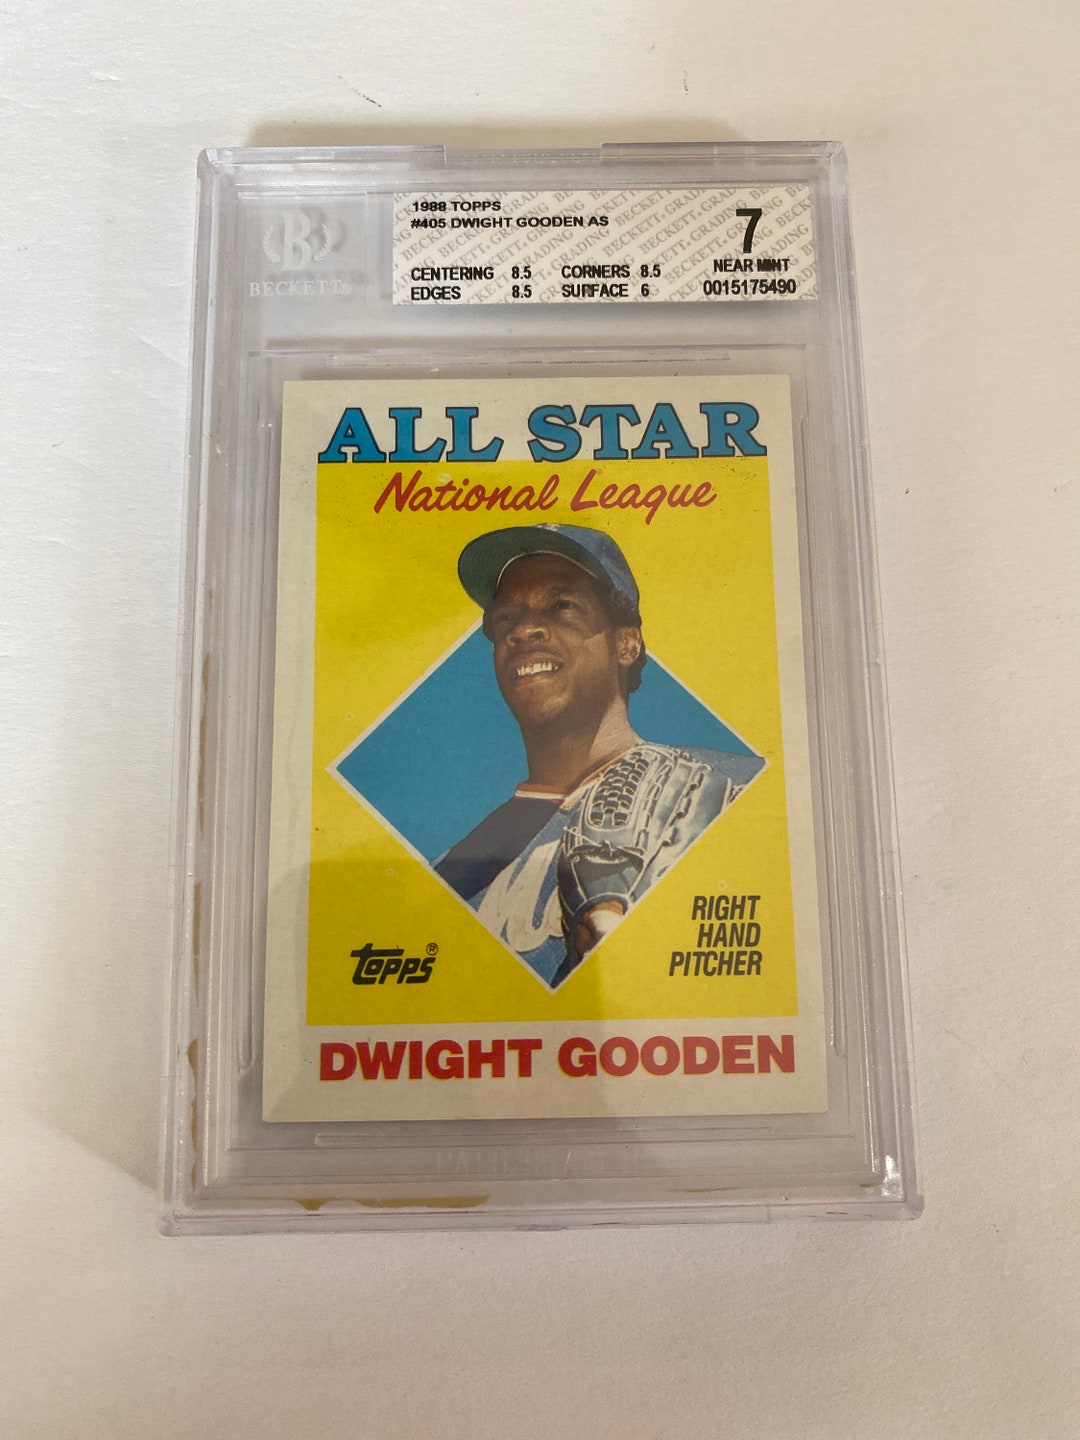 1988 TOPPS
#405 DWIGHT GOODEN AS
7
CENTERING 8.5 CORNERS 8.5 NEAR MINT
EDGES 8.5 SURFACE 6 0015175490
B
BECKETT®
ALL STAR
National League
RIGHT
HAND
PITCHER
TOPPS®
DWIGHT GOODEN